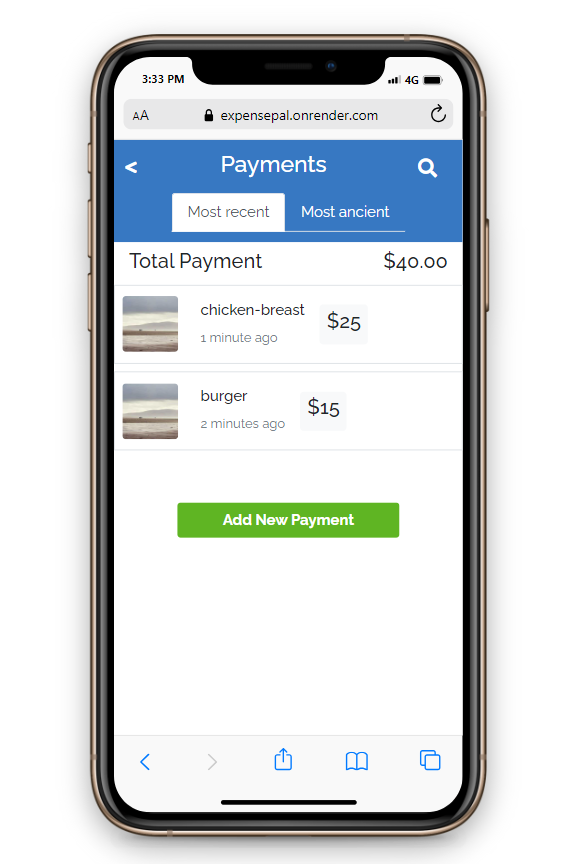 3:33 PM 4G
AA expensepal.onrender.com
< Payments
Most recent Most ancient
Total Payment $40.00
chicken-breast $25
1 minute ago
burger $15
2 minutes ago
Add New Payment